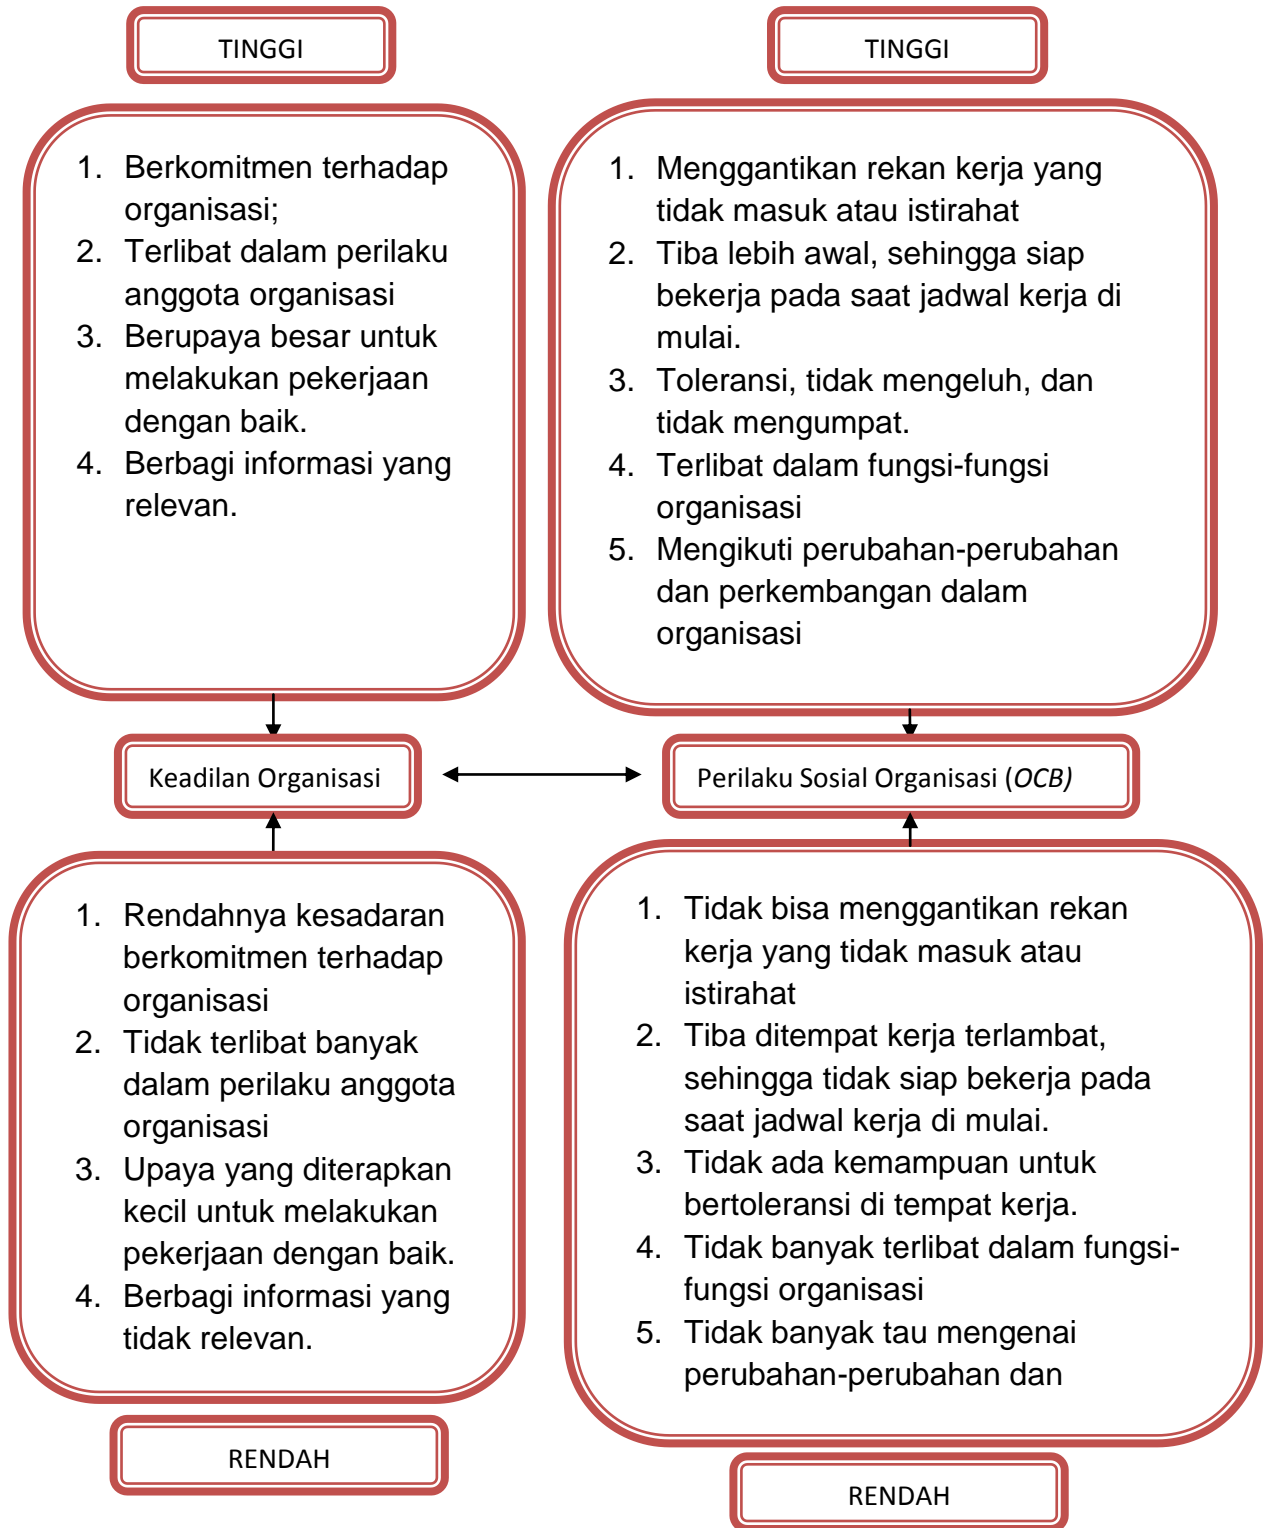 TINGGI
1. Berkomitmen terhadap
organisasi;
2. Terlibat dalam perilaku
anggota organisasi
3. Berupaya besar untuk
melakukan pekerjaan
dengan baik.
4. Berbagi informasi yang
relevan.
TINGGI
1. Menggantikan rekan kerja yang
tidak masuk atau istirahat
2. Tiba lebih awal, sehingga siap
bekerja pada saat jadwal kerja di
mulai.
3. Toleransi, tidak mengeluh, dan
tidak mengumpat.
4. Terlibat dalam fungsi-fungsi
organisasi
5. Mengikuti perubahan-perubahan
dan perkembangan dalam
organisasi
Keadilan Organisasi
Perilaku Sosial Organisasi (OCB)
1. Rendahnya kesadaran
berkomitmen terhadap
organisasi
2. Tidak terlibat banyak
dalam perilaku anggota
organisasi
3. Upaya yang diterapkan
kecil untuk melakukan
pekerjaan dengan baik.
4. Berbagi informasi yang
tidak relevan.
RENDAH
1. Tidak bisa menggantikan rekan
kerja yang tidak masuk atau
istirahat
2. Tiba ditempat kerja terlambat,
sehingga tidak siap bekerja pada
saat jadwal kerja di mulai.
3. Tidak ada kemampuan untuk
bertoleransi di tempat kerja.
4. Tidak banyak terlibat dalam fungsi-
fungsi organisasi
5. Tidak banyak tau mengenai
perubahan-perubahan dan
RENDAH